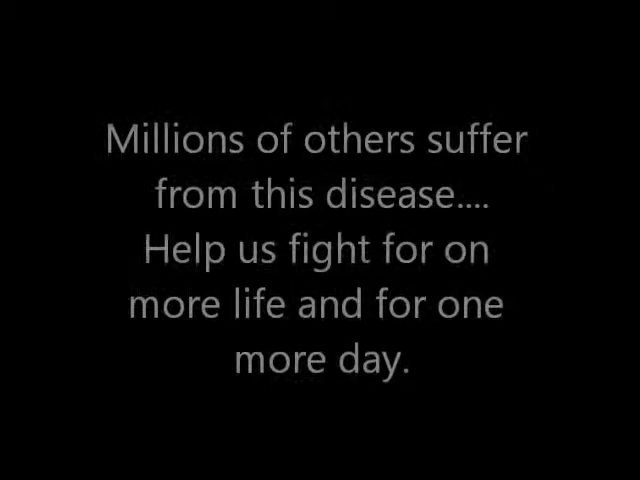 Millions of others suffer
from this disease....
Help us fight for on
more life and for one
more day.